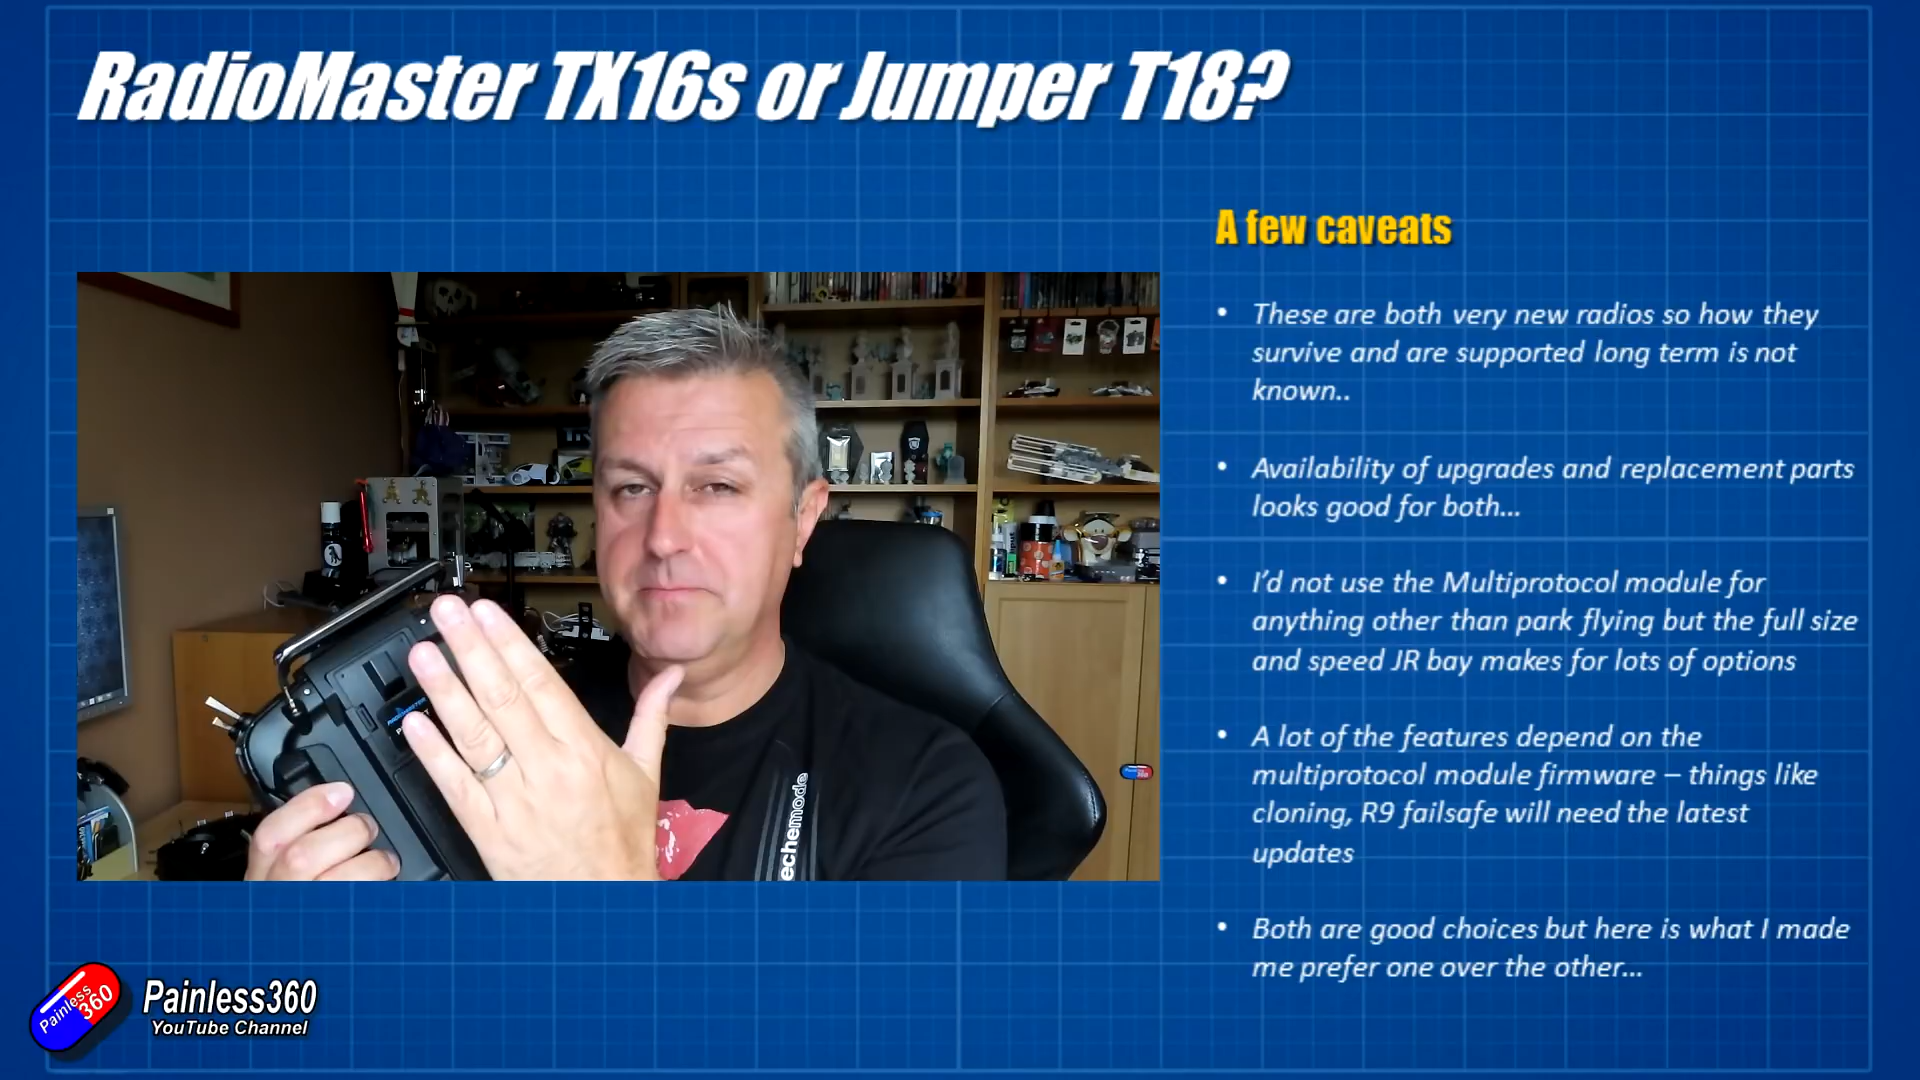 RadioMaster TX16s or Jumper T18?
A few caveats
• These are both very new radios so how they
survive and are supported long term is not
known..
• Availability of upgrades and replacement parts
looks good for both...
• I'd not use the Multiprotocol module for
anything other than park flying but the full size
and speed JR bay makes for lots of options
• A lot of the features depend on the
multiprotocol module firmware – things like
cloning, R9 failsafe will need the latest
updates
• Both are good choices but here is what I made
me prefer one over the other...
RADIOMASTER
echemode
Painless
360
Painless360
YouTube Channel